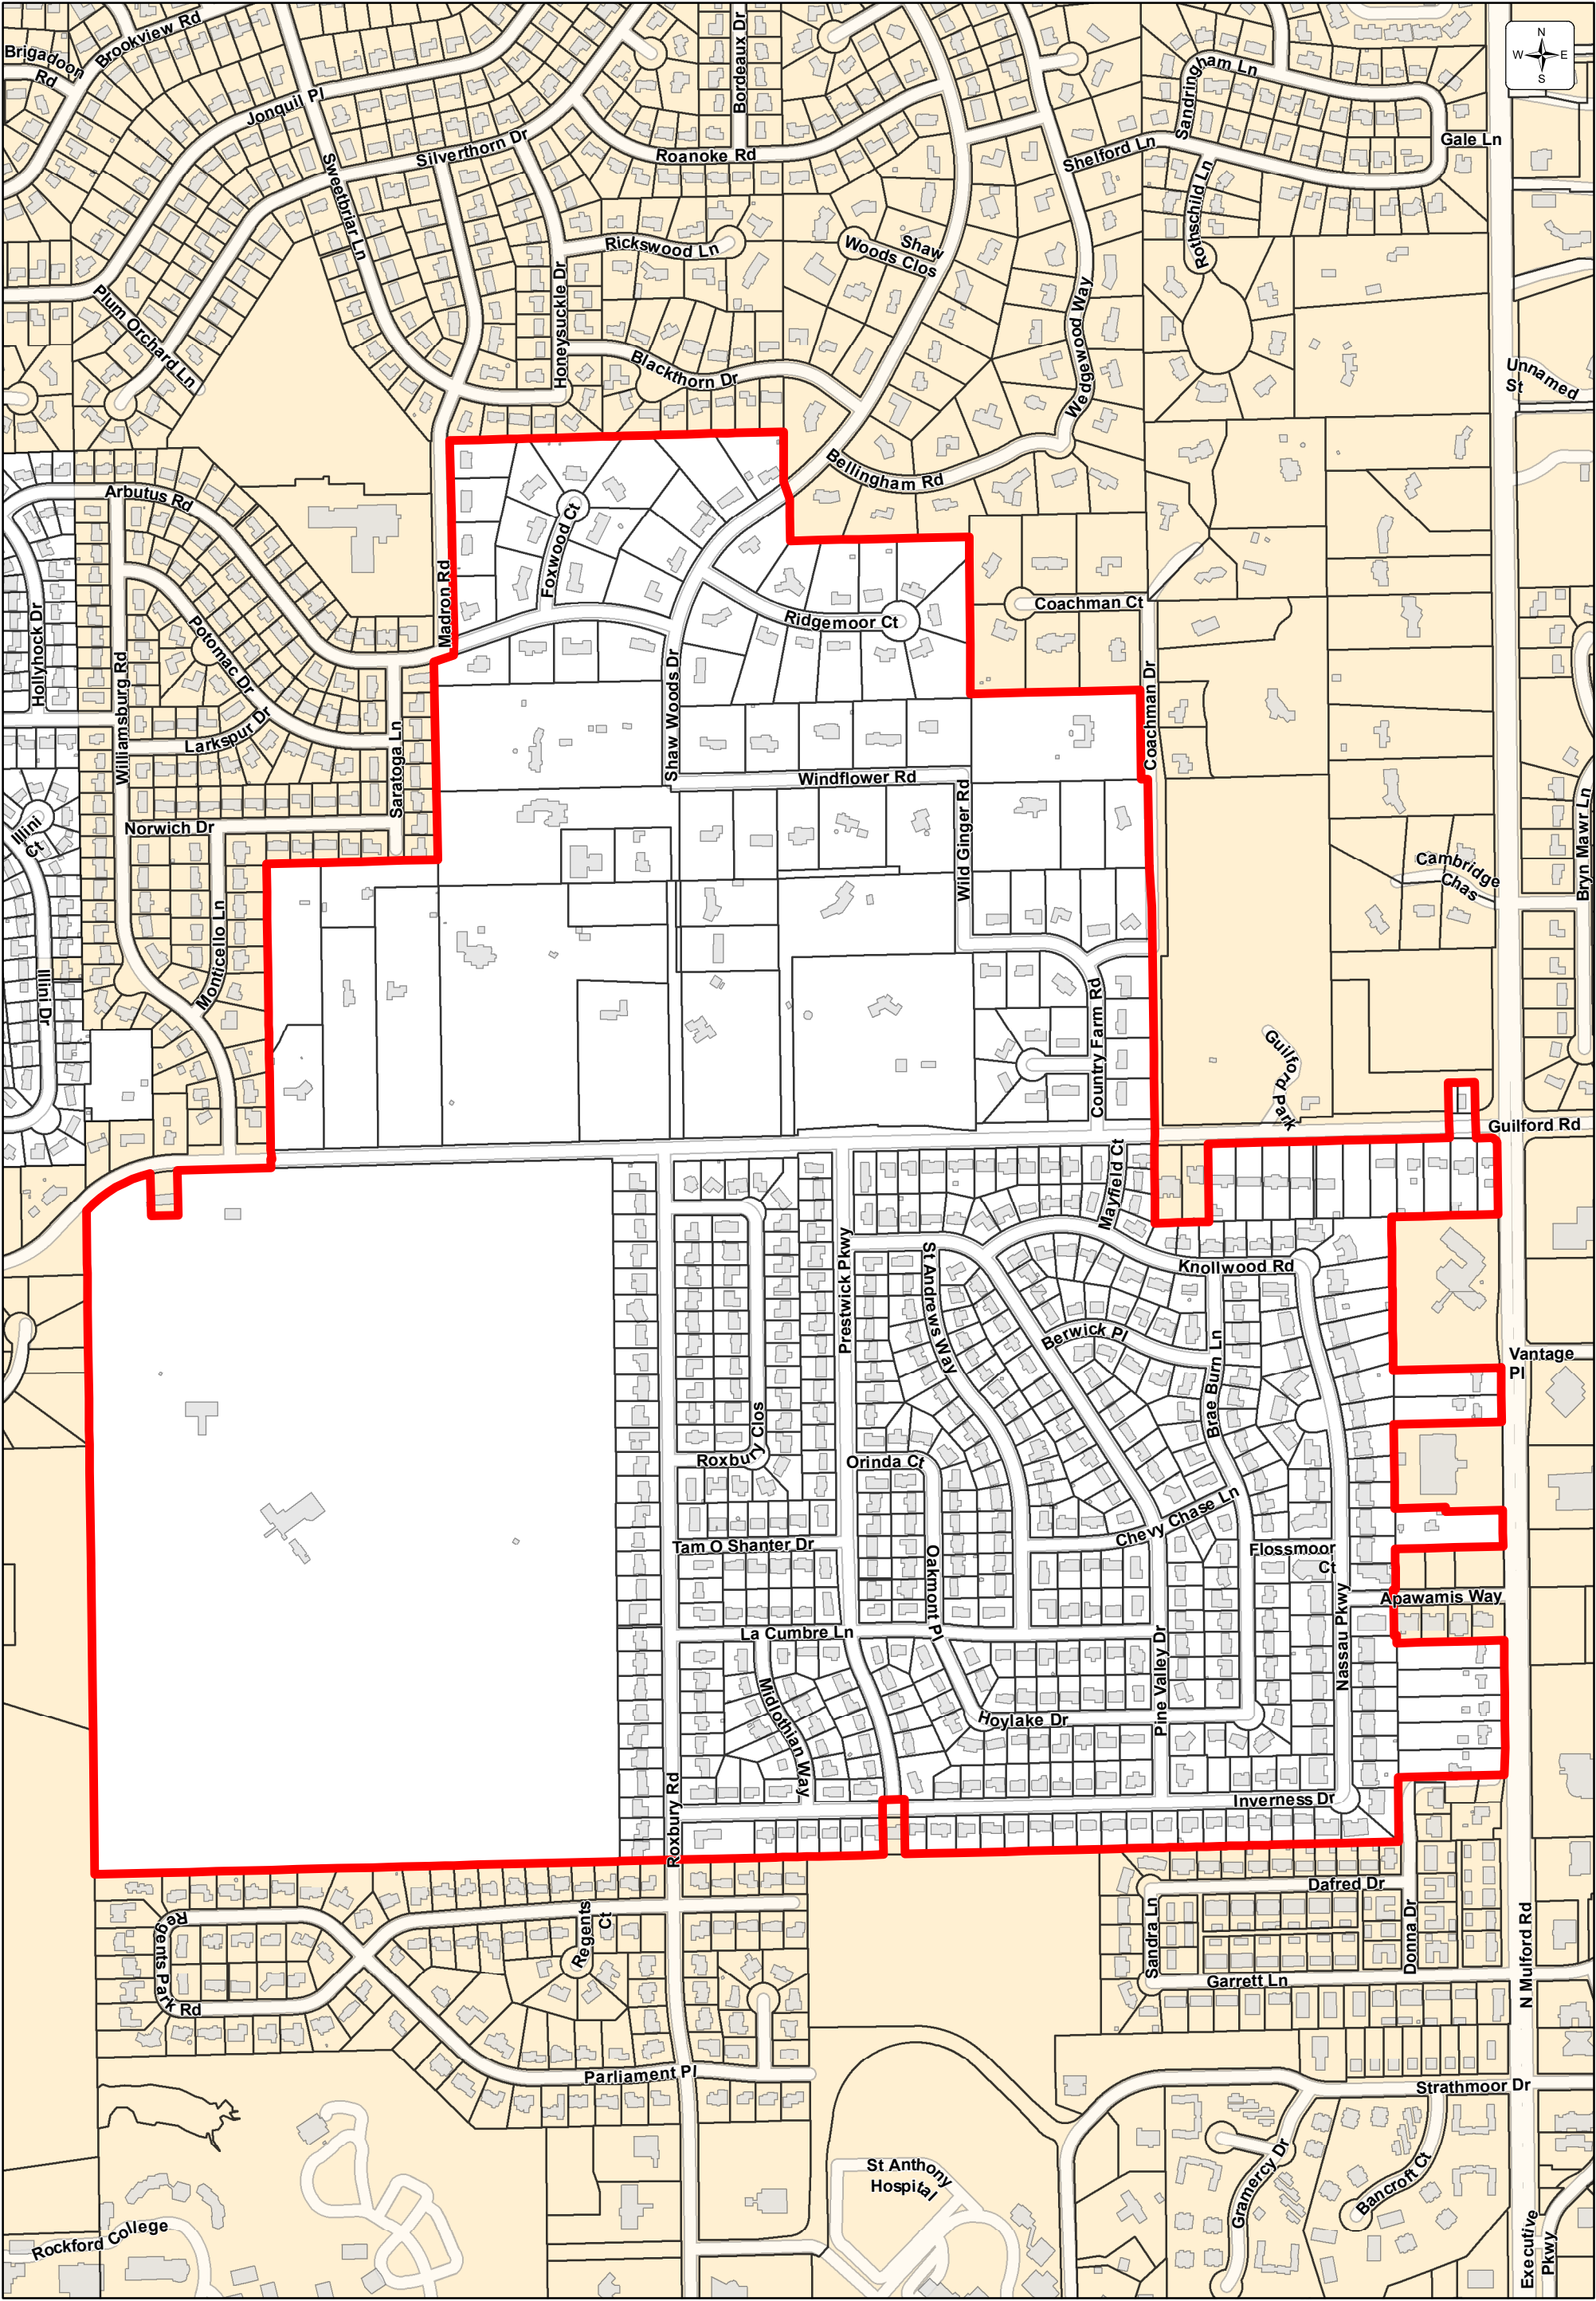 Brookview Rd
Brigadoon
Rd
Bordeaux Dr
N
W E
S
Sandringham Ln
Jonquil Pl
Gale Ln
Silverthorn Dr
Roanoke Rd
Shelford Ln
Sweetbriar Ln
Rothschild Ln
Rickswood Ln
Shaw
Woods Clos
Honeysuckle Dr
Wedgewood Way
Plum Orchard Ln
Blackthorn Dr
Unnamed
St
Bellingham Rd
Arbutus Rd
Foxwood Ct
Madron Rd
Coachman Ct
Ridgemoor Ct
Hollyhock Dr
Potomac Dr
Williamsburg Rd
Larkspur Dr
Saratoga Ln
Shaw Woods Dr
Coachman Dr
Windflower Rd
Norwich Dr
Illini
Ct
Wild Ginger Rd
Bryn Mawr Ln
Cambridge
Chas
Monticello Ln
Illini Dr
Country Farm Rd
Guilford Park
Guilford Rd
Mayfield Ct
Prestwick Pkwy
St Andrews Way
Knollwood Rd
Berwick Pl
Brae Burn Ln
Vantage
Pl
Roxbury Clos
Orinda Ct
Chevy Chase Ln
Tam O Shanter Dr
Oakmont Pl
Flossmoor
Ct
Apawamis Way
La Cumbre Ln
Nassau Pkwy
Pine Valley Dr
Midlothian Way
Hoylake Dr
Roxbury Rd
Inverness Dr
Dafred Dr
Regents Park Rd
Regents
Ct
Sandra Ln
Donna Dr
N Mulford Rd
Garrett Ln
Parliament Pl
Strathmoor Dr
St Anthony
Hospital
Gramercy Dr
Bancroft Ct
Rockford College
Executive
Pkwy